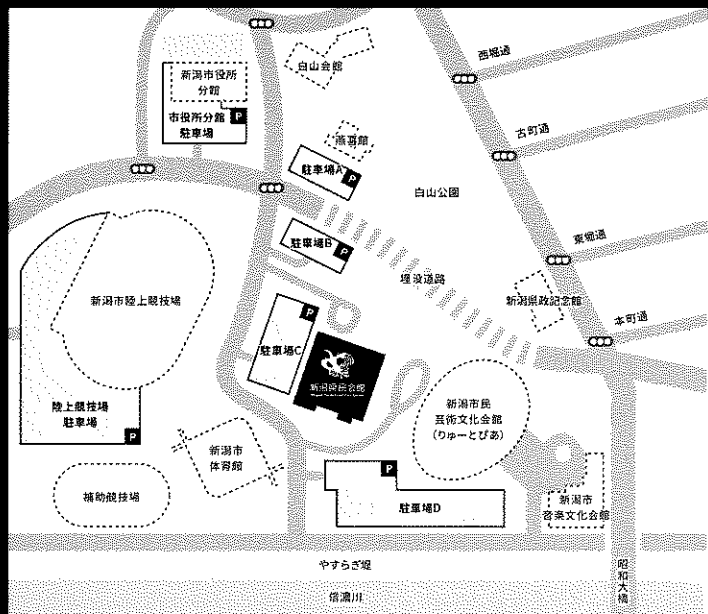 新潟市役所
分館
市役所分館
駐車場
P
白山会館
西堀通
古町通
燕喜館
駐車場A
P
白山公園
東堀通
駐車場B
P
埋没道路
新潟県政記念館
本町通
新潟市陸上競技場
P
駐車場C
新潟県民会館
陸上競技場
駐車場
P
新潟市民
芸術文化会館
(りゅーとぴあ)
新潟市
体育館
P
補助競技場
駐車場D
新潟市
音楽文化会館
やすらぎ堤
信濃川
昭和大橋